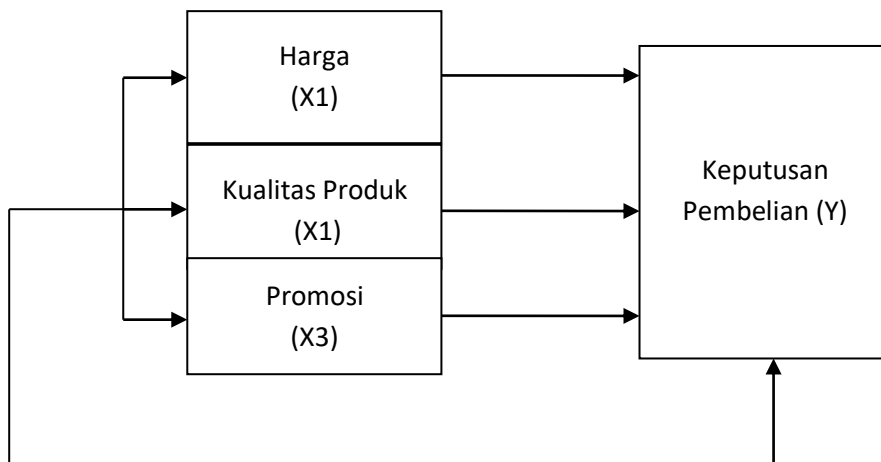 Harga
(X1)
Kualitas Produk
(X1)
Promosi
(X3)
Keputusan
Pembelian (Y)